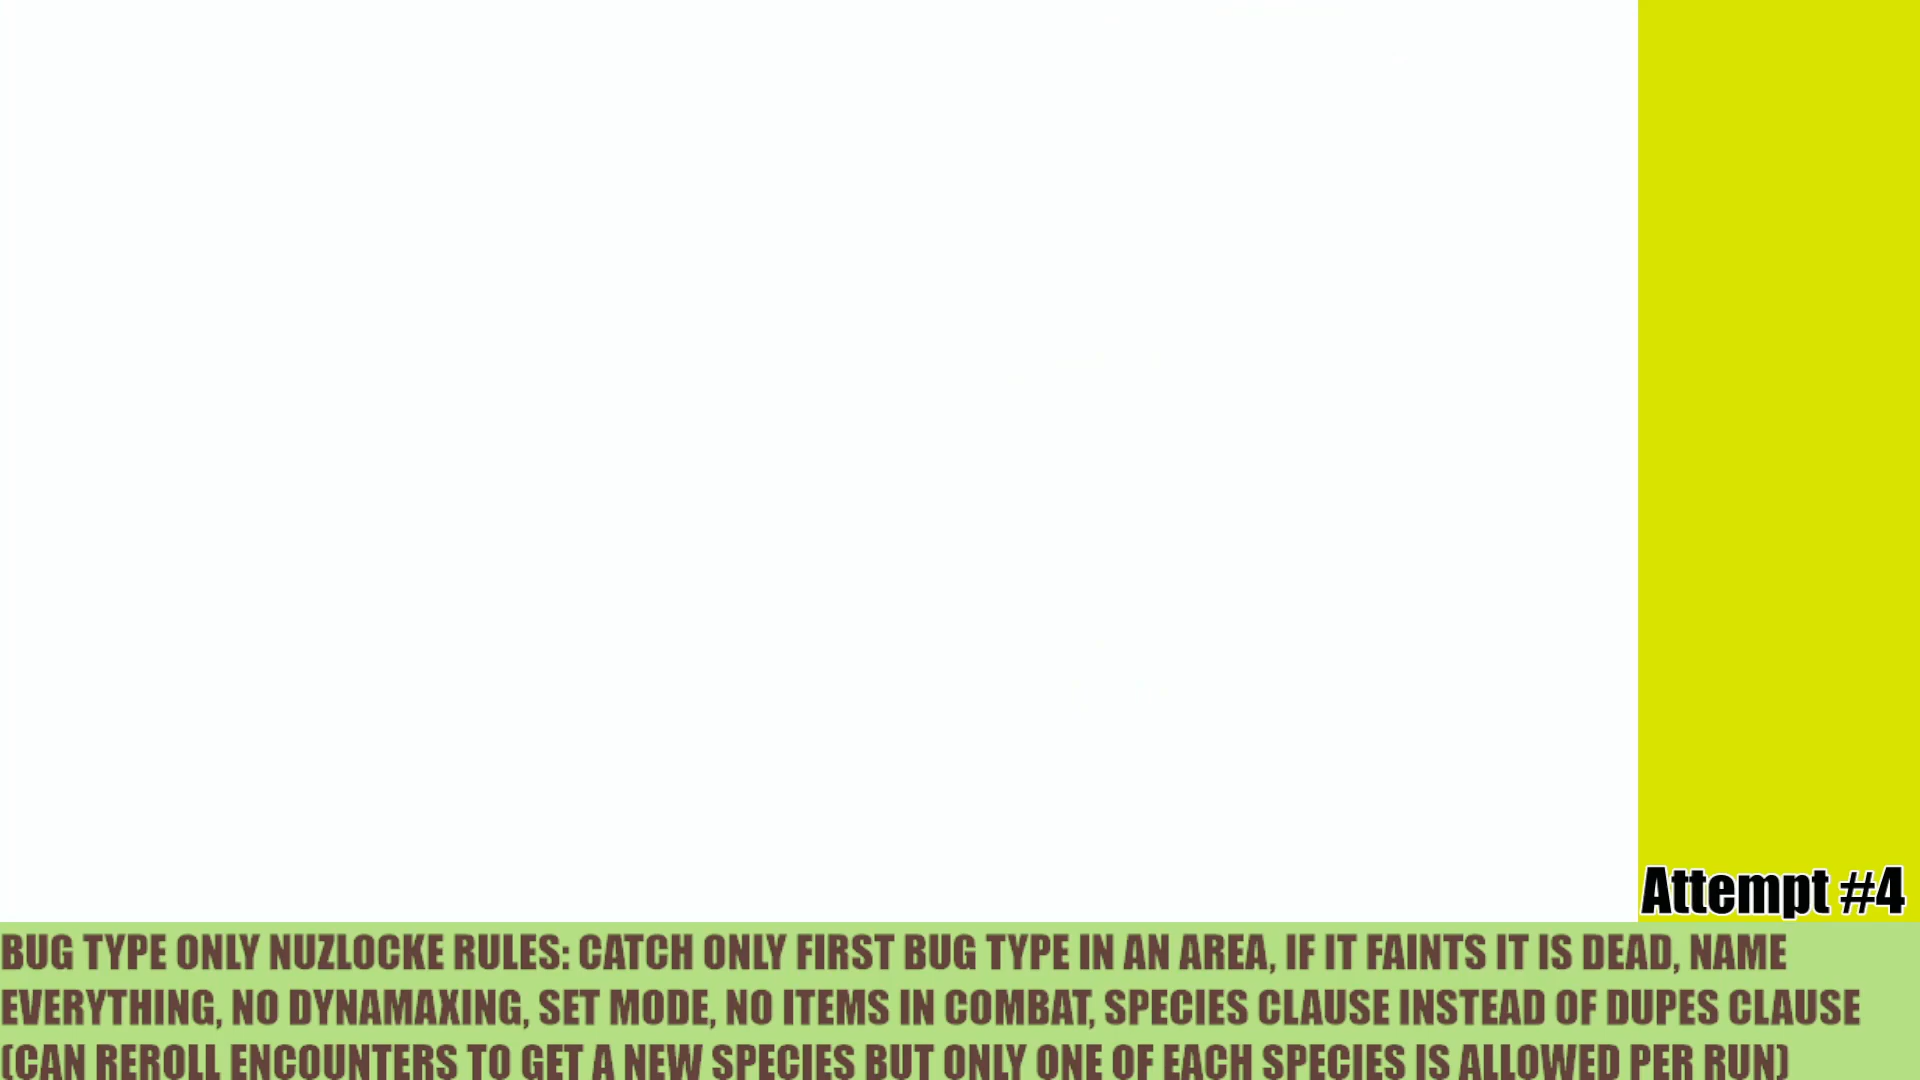 Attempt #4
BUG TYPE ONLY NUZLOCKE RULES: CATCH ONLY FIRST BUG TYPE IN AN AREA, IF IT FAINTS IT IS DEAD, NAME
EVERYTHING, NO DYNAMAXING, SET MODE, NO ITEMS IN COMBAT, SPECIES CLAUSE INSTEAD OF DUPES CLAUSE
(CAN REROLL ENCOUNTERS TO GET A NEW SPECIES BUT ONLY ONE OF EACH SPECIES IS ALLOWED PER RUN)